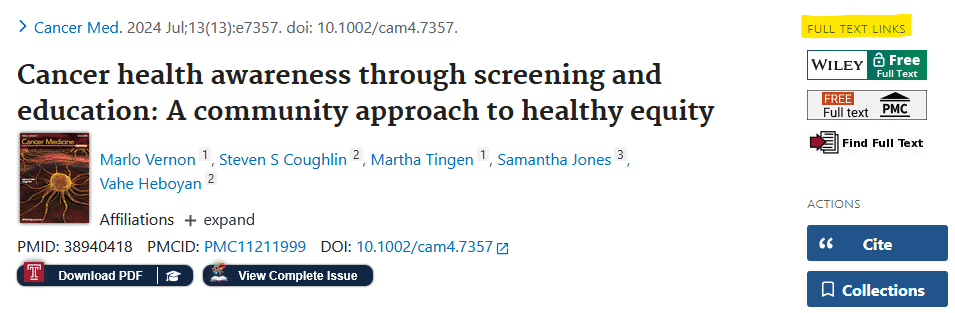 Cancer Med. 2024 Jul;13(13):e7357. doi: 10.1002/cam4.7357.
Cancer health awareness through screening and
education: A community approach to healthy equity
Cancer Medicine
Marlo Vernon 1, Steven S Coughlin 2, Martha Tingen 1, Samantha Jones 3,
Vahe Heboyan 2
Affiliations + expand
PMID: 38940418 PMCID: PMC11211999 DOI: 10.1002/cam4.7357
T Download PDF
View Complete Issue
FULL TEXT LINKS
WILEY Free
Full Text
FREE
Full text PMC
Find Full Text
ACTIONS
Cite
Collections